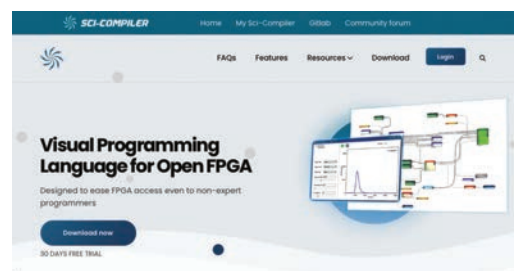 SCI-COMPILER Home My Sci-Compiler Gitlab Community forum
FAQs Features Resources Download Login
Visual Programming
Language for Open FPGA
Designed to ease FPGA access even to non-expert
programmers
Download now
30 DAYS FREE TRIAL